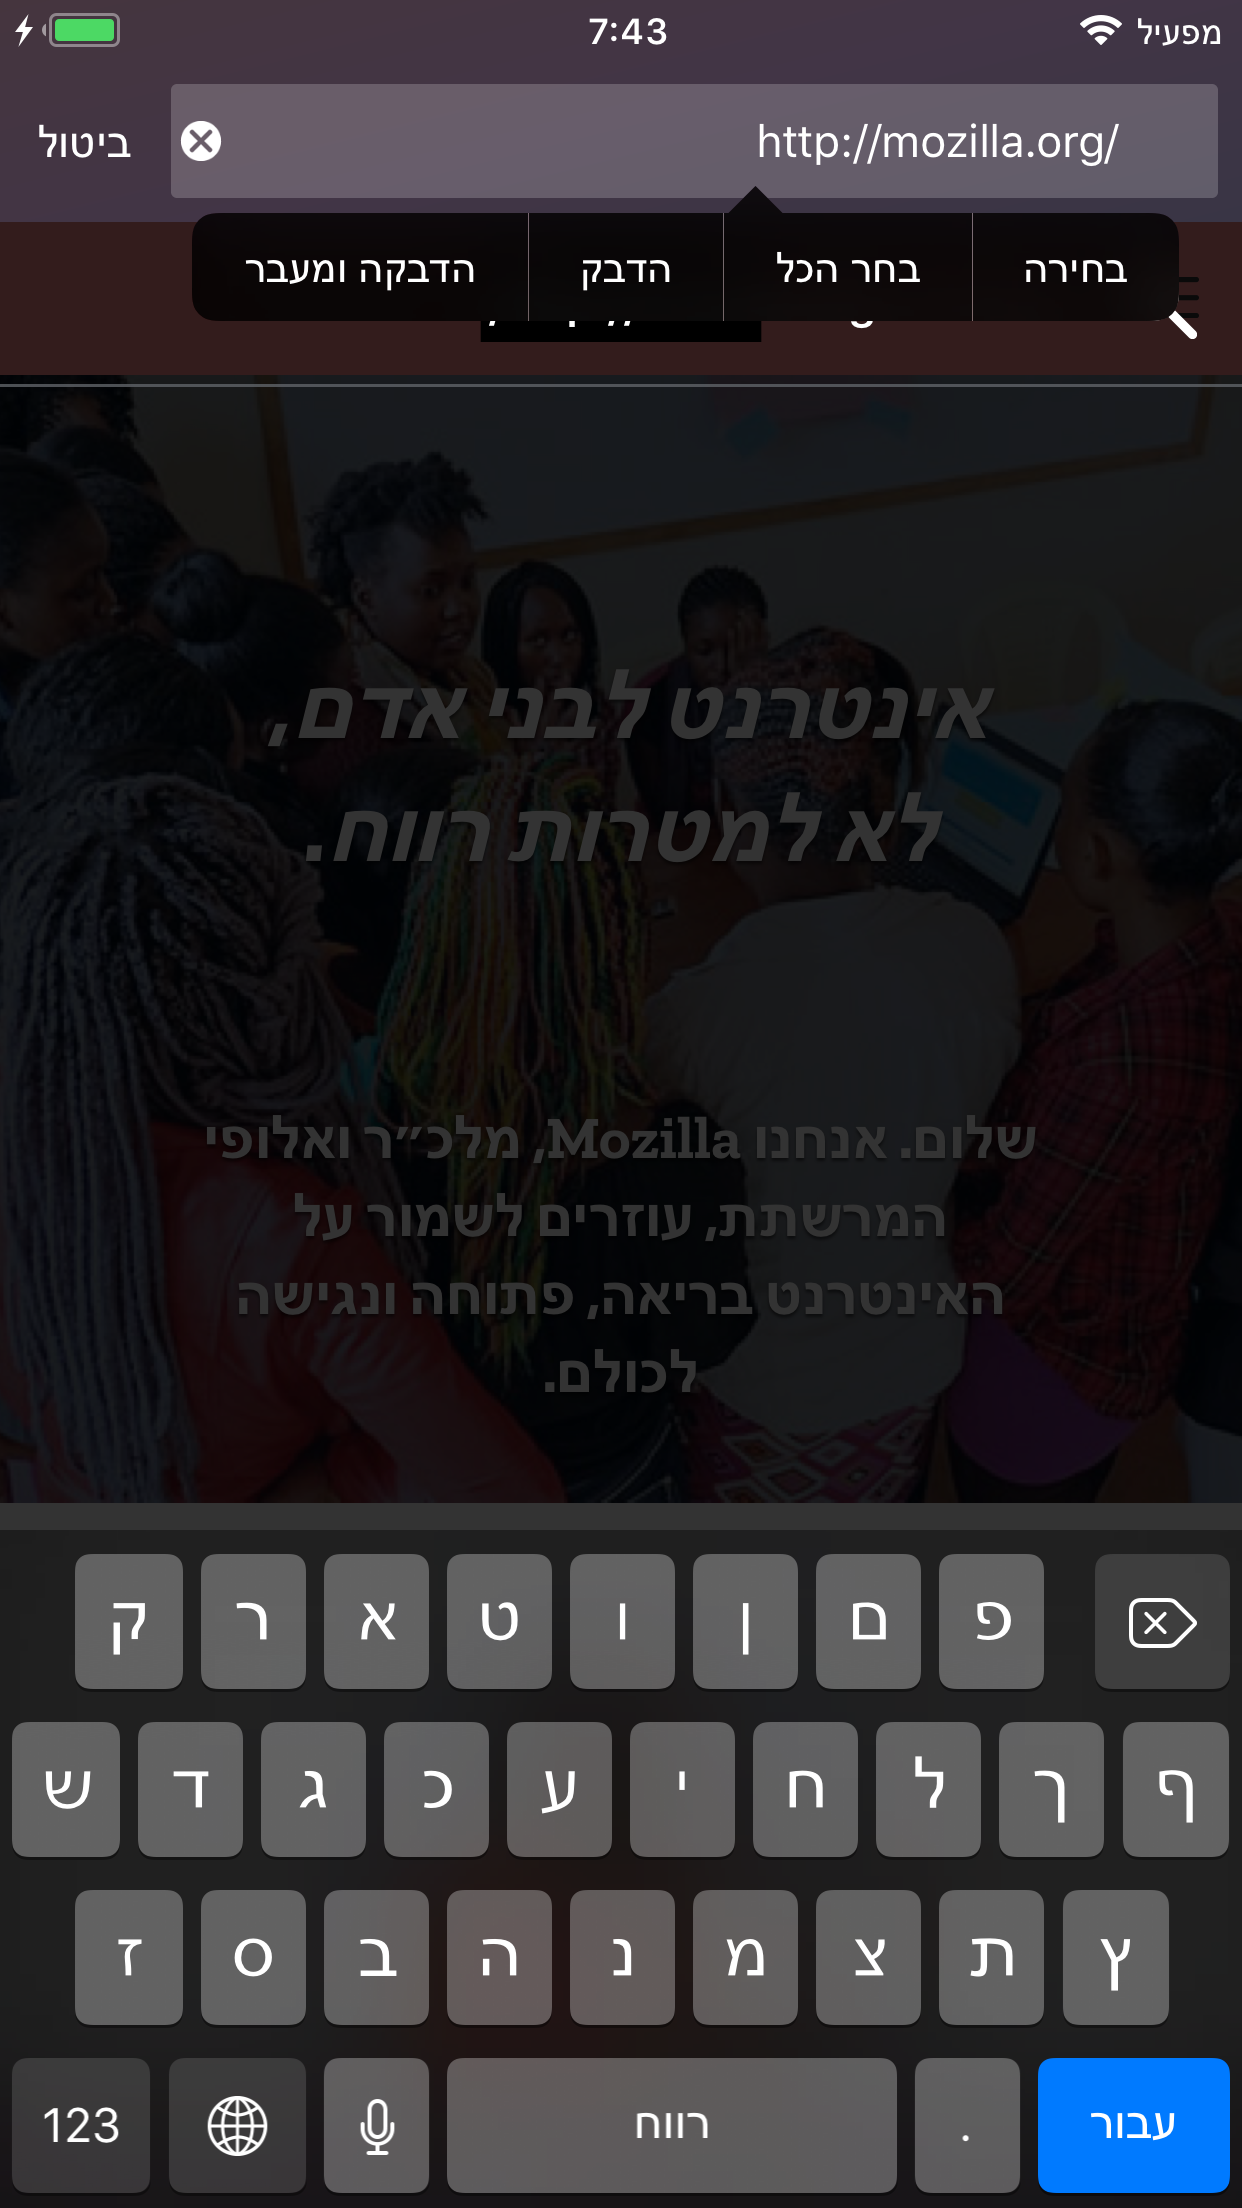 מפעיל 7:43
http://mozilla.org/ ביטול
בחירה בחר הכל הדבק הדבקה ומעבר
אינטרנט לבני אדם,
לא למטרות רווח.
שלום. אנחנו Mozilla, מלכ״ר ואלופי
המרשתת, עוזרים לשמור על
האינטרנט בריאה, פתוחה ונגישה
לכולם.
פ ם ן ו ט א ר ק
ף ך ל ח י ע כ ג ד ש
ץ ת צ מ נ ה ב ס ז
עבור . רווח 123